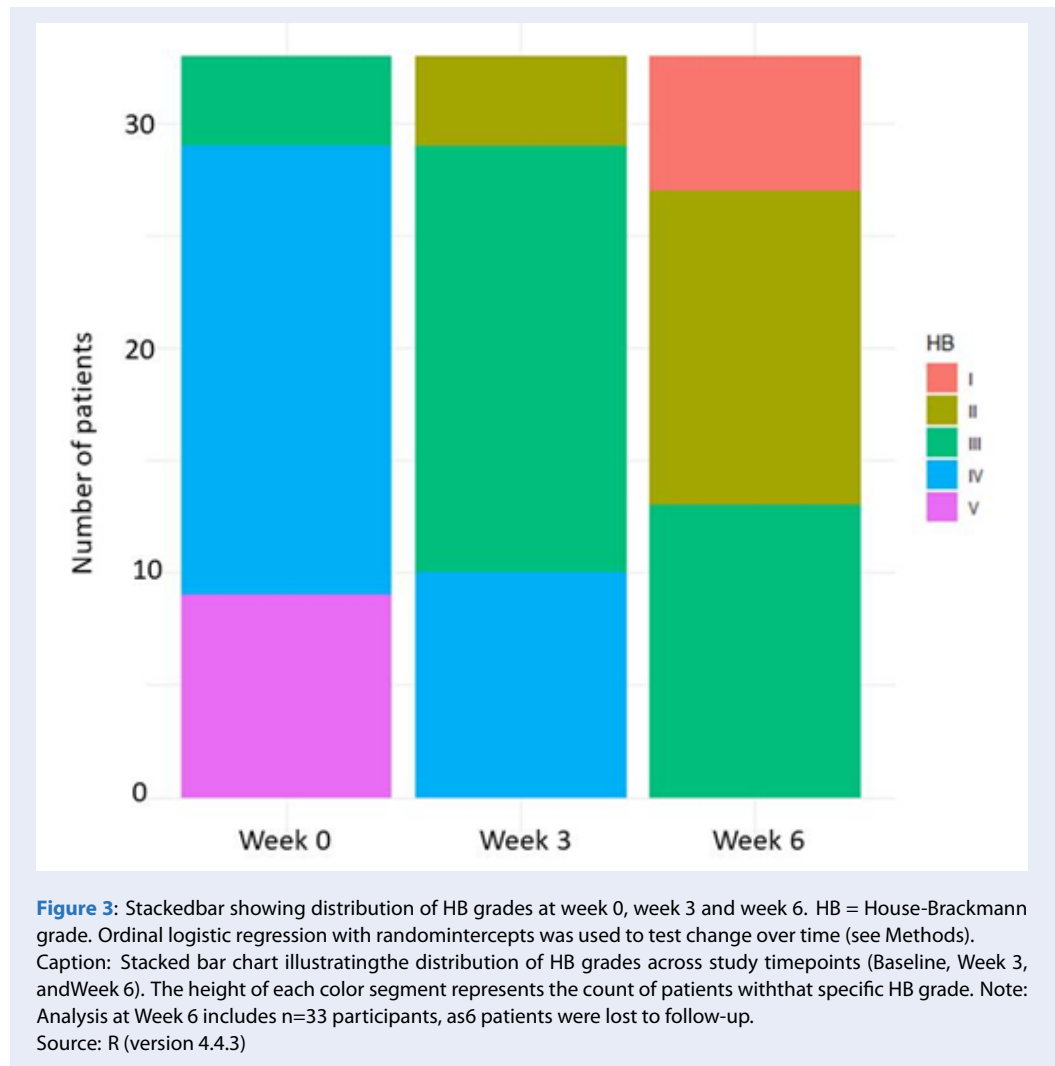 30
20
10
0
Number of patients
Week 0
Week 3
Week 6
HB
I
II
III
IV
V
Figure 3: Stackedbar showing distribution of HB grades at week 0, week 3 and week 6. HB = House-Brackmann
grade. Ordinal logistic regression with randomintercepts was used to test change over time (see Methods).
Caption: Stacked bar chart illustratingthe distribution of HB grades across study timepoints (Baseline, Week 3,
andWeek 6). The height of each color segment represents the count of patients withthat specific HB grade. Note:
Analysis at Week 6 includes n=33 participants, as6 patients were lost to follow-up.
Source: R (version 4.4.3)